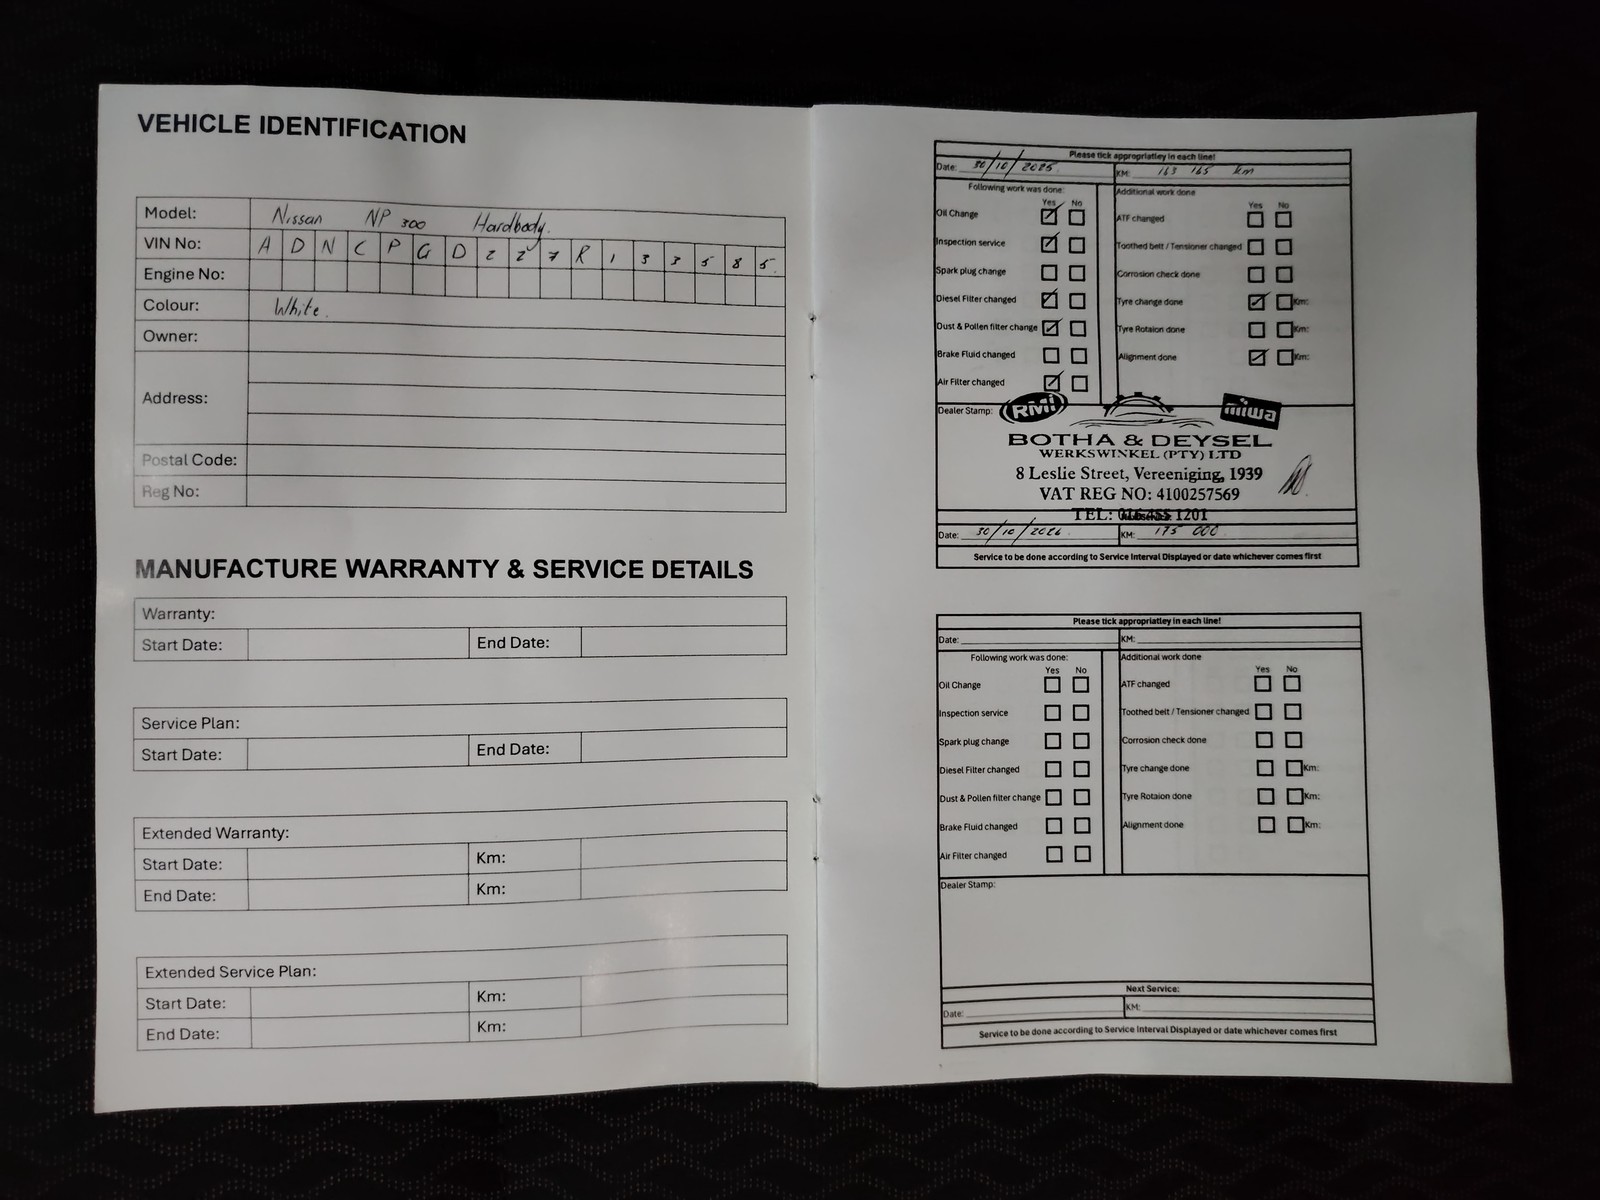 VEHICLE IDENTIFICATION
Model: Nissan NP 300 Hardbody.
VIN No: A D N C P G D 2 2 7 R 1 3 3 5 8 5
Engine No:
Colour: White.
Owner:
Address:
Postal Code:
Reg No:
MANUFACTURE WARRANTY & SERVICE DETAILS
Warranty:
Start Date: End Date:
Service Plan:
Start Date: End Date:
Extended Warranty:
Start Date: Km:
End Date: Km:
Extended Service Plan:
Start Date: Km:
End Date: Km:
Please tick appropriatley in each line!
Date: 30/10/2025 KM: 163 165 km
Following work was done: Additional work done
Yes No Yes No
Oil Change ATF changed
Inspection service Toothed belt / Tensioner changed
Spark plug change Corrosion check done
Diesel Filter changed Tyre change done Km:
Dust & Pollen filter change Tyre Rotaion done Km:
Brake Fluid changed Alignment done Km:
Air Filter changed
Dealer Stamp: RMI miwa
BOTHA & DEYSEL
WERKSWINKEL (PTY) LTD
8 Leslie Street, Vereeniging, 1939
VAT REG NO: 4100257569
TEL: 1201
Date: 30/10/2026 KM: 175 000
Service to be done according to Service Interval Displayed or date whichever comes first
Please tick appropriatley in each line!
Date: KM:
Following work was done: Additional work done
Yes No Yes No
Oil Change ATF changed
Inspection service Toothed belt / Tensioner changed
Spark plug change Corrosion check done
Diesel Filter changed Tyre change done Km:
Dust & Pollen filter change Tyre Rotaion done Km:
Brake Fluid changed Alignment done Km:
Air Filter changed
Dealer Stamp:
Next Service:
Date: KM:
Service to be done according to Service Interval Displayed or date whichever comes first